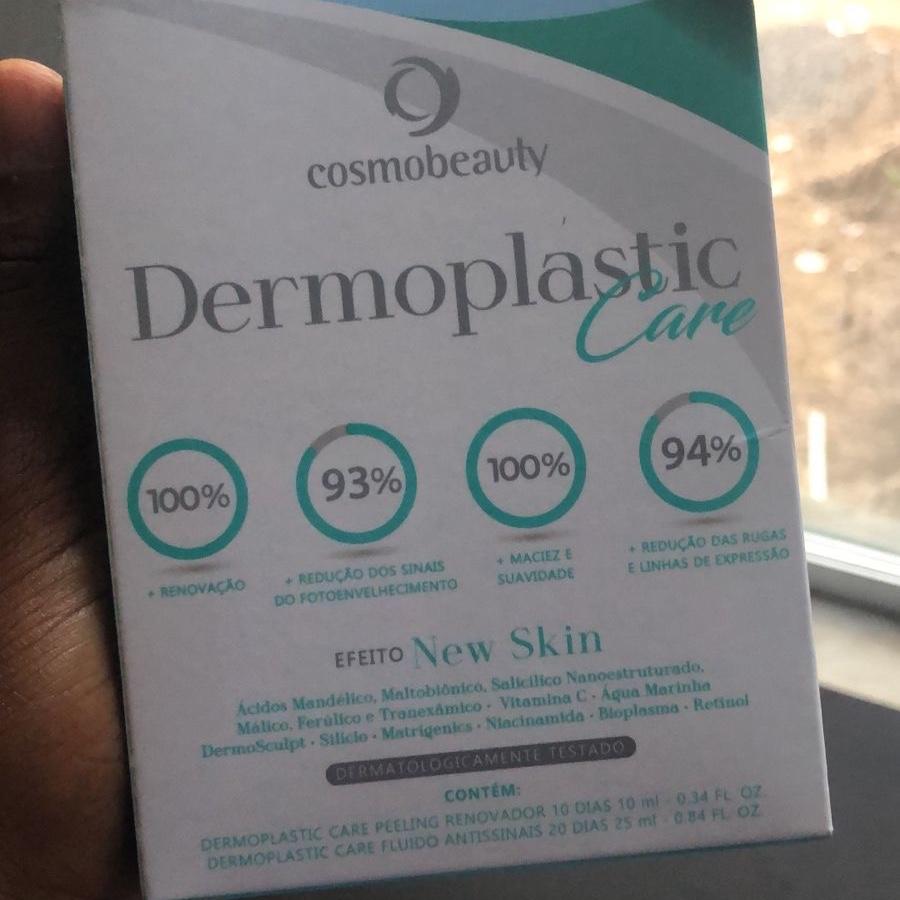 cosmobeauty
Dermoplástic
Care
100%
+ RENOVAÇÃO
93%
+ REDUÇÃO DOS SINAIS
DO FOTOENVELHECIMENTO
100%
+ MACIEZ E
SUAVIDADE
94%
+ REDUÇÃO DAS RUGAS
E LINHAS DE EXPRESSÃO
EFEITO New Skin
Ácidos Mandélico, Maltobiônico, Salicílico Nanoestruturado,
Málico, Ferúlico e Tranexâmico · Vitamina C · Água Marinha
DermoSculpt · Silício · Matrigenics · Niacinamida · Bioplasma · Retinol
DERMATOLOGICAMENTE TESTADO
CONTÉM:
DERMOPLASTIC CARE PEELING RENOVADOR 10 DIAS 10 ml - 0.34 FL. OZ.
DERMOPLASTIC CARE FLUIDO ANTISSINAIS 20 DIAS 25 ml - 0.84 FL. OZ.